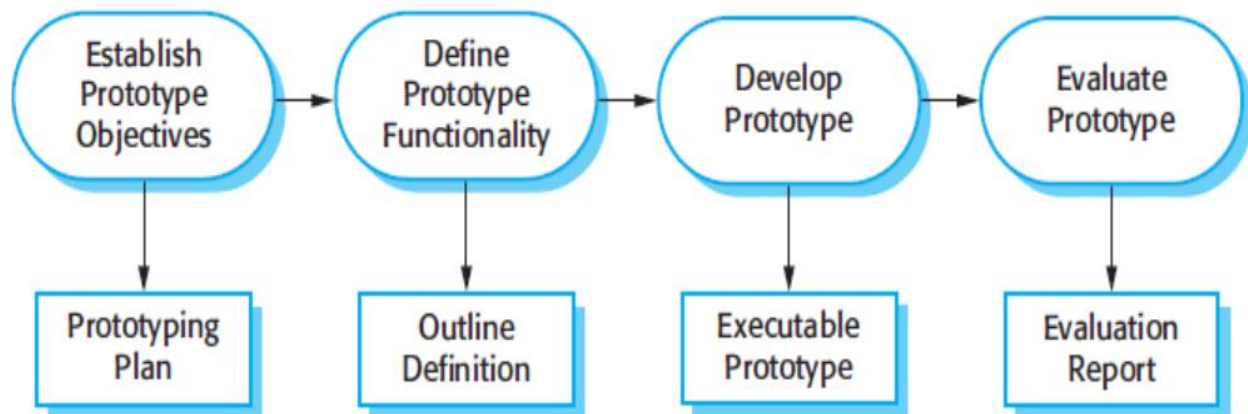 Establish
Prototype
Objectives
Define
Prototype
Functionality
Develop
Prototype
Evaluate
Prototype
Prototyping
Plan
Outline
Definition
Executable
Prototype
Evaluation
Report